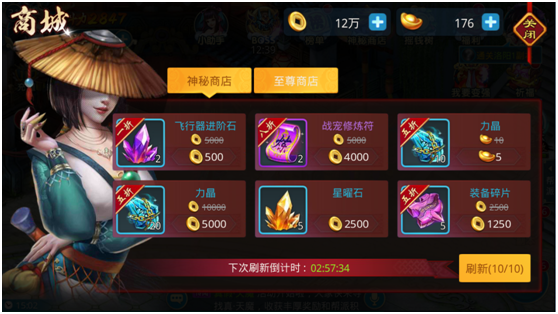 商城
12万
176
关闭
神秘商店
至尊商店
一折
飞行器进阶石
5000
500
2
八折
战宠修炼符
5000
4000
2
五折
力晶
10
5
五折
力晶
10000
5000
星曜石
2500
5
五折
装备碎片
2500
1250
5
下次刷新倒计时：02:57:34
刷新(10/10)